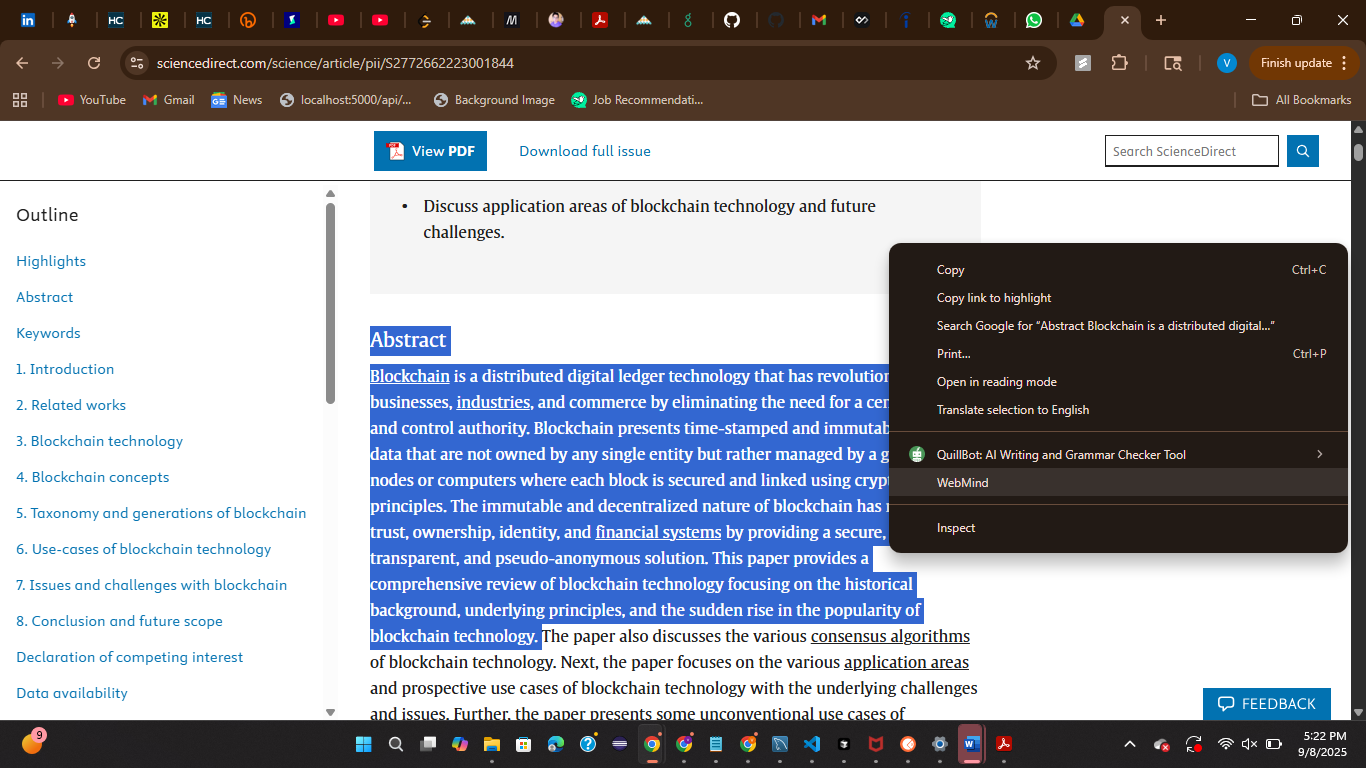 sciencedirect.com/science/article/pii/S2772662223001844
V
Finish update
YouTube
Gmail
News
localhost:5000/api/...
Background Image
Job Recommendati...
All Bookmarks
View PDF
Download full issue
Search ScienceDirect
Outline
Highlights
Abstract
Keywords
1. Introduction
2. Related works
3. Blockchain technology
4. Blockchain concepts
5. Taxonomy and generations of blockchain
6. Use-cases of blockchain technology
7. Issues and challenges with blockchain
8. Conclusion and future scope
Declaration of competing interest
Data availability
• Discuss application areas of blockchain technology and future
challenges.
Abstract
Blockchain is a distributed digital ledger technology that has revolution
businesses, industries, and commerce by eliminating the need for a cen
and control authority. Blockchain presents time-stamped and immutab
data that are not owned by any single entity but rather managed by a g
nodes or computers where each block is secured and linked using crypt
principles. The immutable and decentralized nature of blockchain has
trust, ownership, identity, and financial systems by providing a secure,
transparent, and pseudo-anonymous solution. This paper provides a
comprehensive review of blockchain technology focusing on the historical
background, underlying principles, and the sudden rise in the popularity of
blockchain technology. The paper also discusses the various consensus algorithms
of blockchain technology. Next, the paper focuses on the various application areas
and prospective use cases of blockchain technology with the underlying challenges
and issues. Further, the paper presents some unconventional use cases of
Copy Ctrl+C
Copy link to highlight
Search Google for “Abstract Blockchain is a distributed digital...”
Print... Ctrl+P
Open in reading mode
Translate selection to English
QuillBot: AI Writing and Grammar Checker Tool
WebMind
Inspect
FEEDBACK
9
5:22 PM
9/8/2025